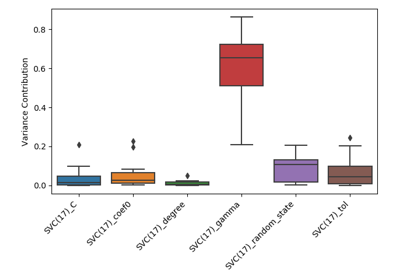 0.8
0.6
0.4
0.2
0.0
Variance Contribution
SVC(17)_C
SVC(17)_coef0
SVC(17)_degree
SVC(17)_gamma
SVC(17)_random_state
SVC(17)_tol